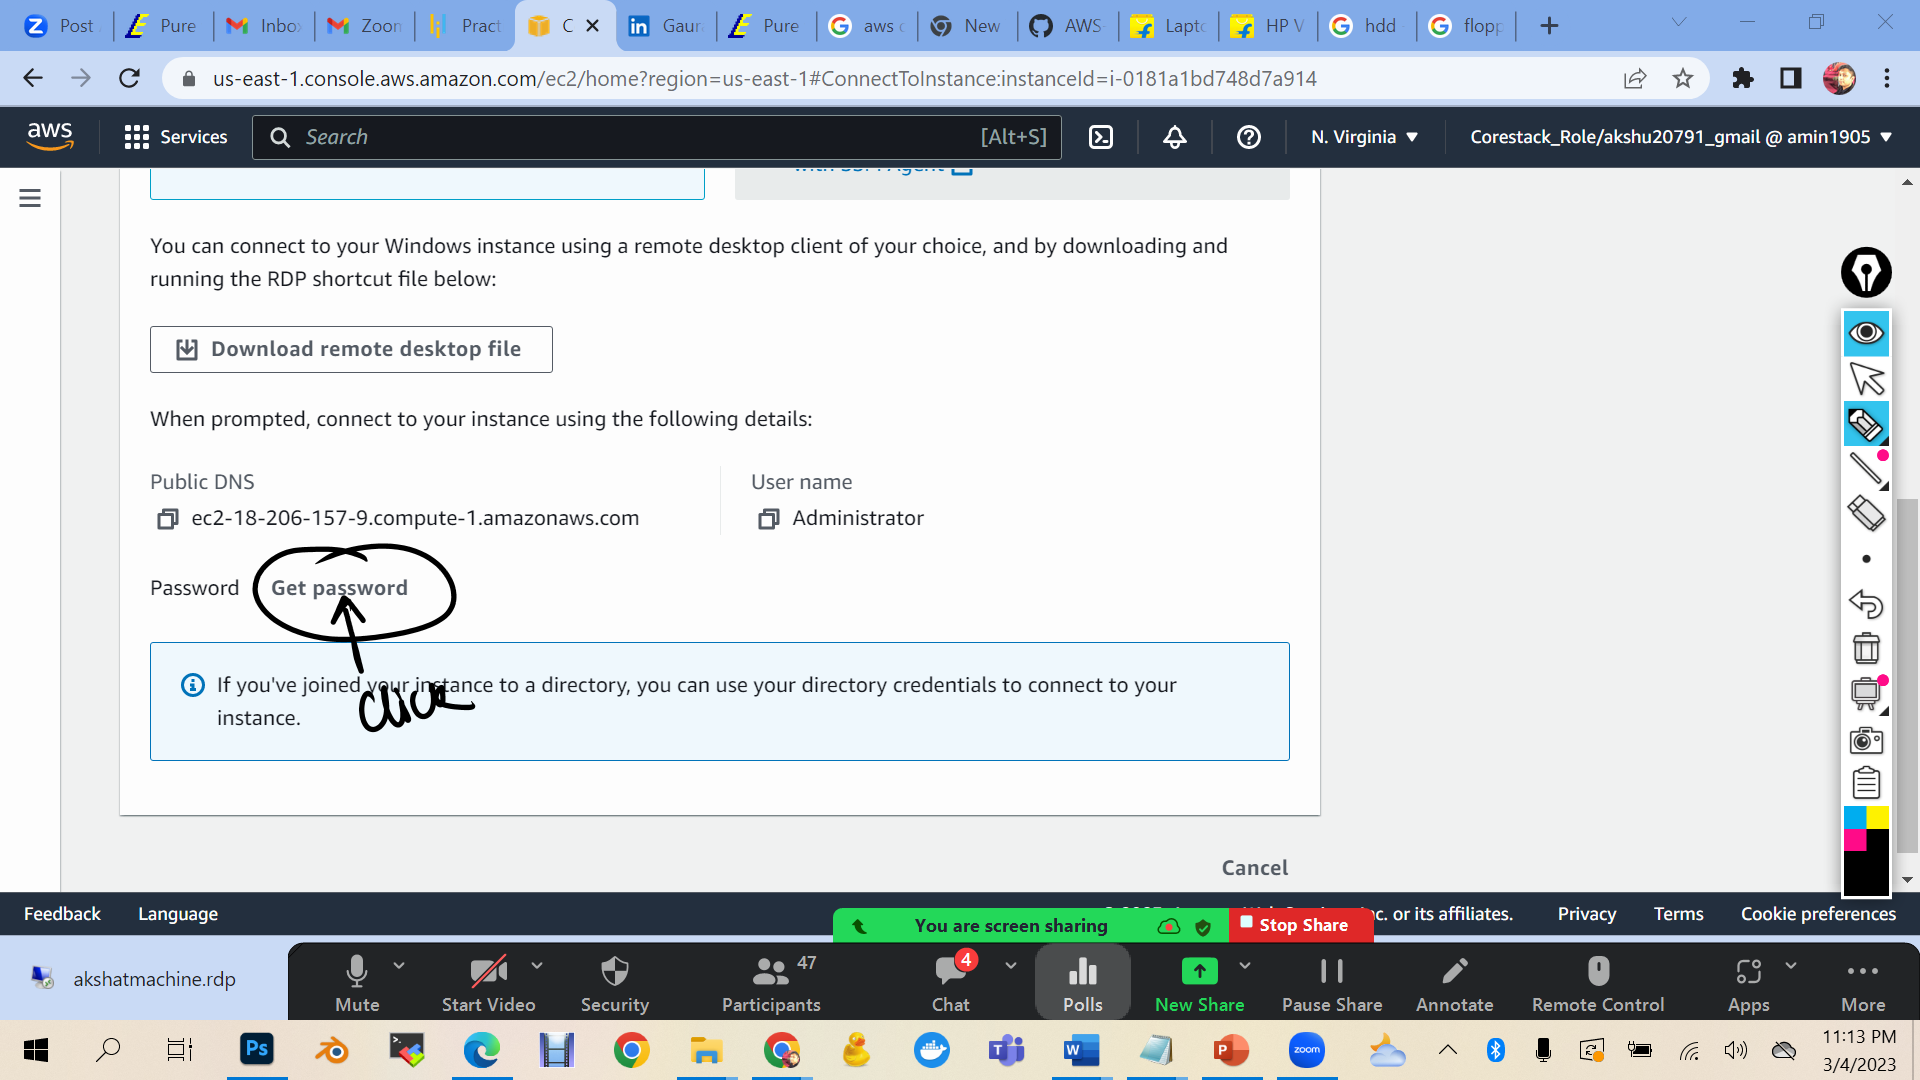 Post
Pure
Inbo
Zoon
Pract
C
Gaur
Pure
aws c
New
AWS
Lapto
HP V
hdd
flopp
us-east-1.console.aws.amazon.com/ec2/home?region=us-east-1#ConnectToInstance:instanceId=i-0181a1bd748d7a914
aws
Services
Search
[Alt+S]
N. Virginia
Corestack_Role/akshu20791_gmail @ amin1905
with SSM Agent
You can connect to your Windows instance using a remote desktop client of your choice, and by downloading and
running the RDP shortcut file below:
Download remote desktop file
When prompted, connect to your instance using the following details:
Public DNS
User name
ec2-18-206-157-9.compute-1.amazonaws.com
Administrator
Password
Get password
If you've joined your instance to a directory, you can use your directory credentials to connect to your
instance.
click
Cancel
Feedback
Language
nc. or its affiliates.
Privacy
Terms
Cookie preferences
You are screen sharing
Stop Share
akshatmachine.rdp
Mute
Start Video
Security
47
Participants
4
Chat
Polls
New Share
Pause Share
Annotate
Remote Control
Apps
More
Ps
W
P
zoom
11:13 PM
3/4/2023